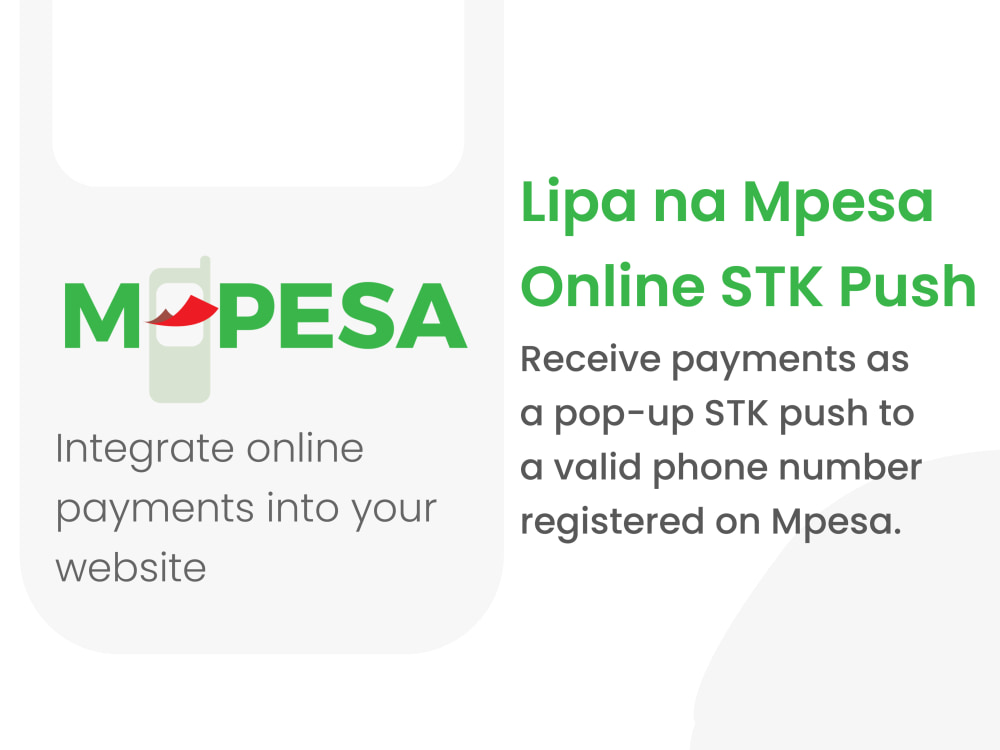 M-PESA
Integrate online
payments into your
website
Lipa na Mpesa
Online STK Push
Receive payments as
a pop-up STK push to
a valid phone number
registered on Mpesa.